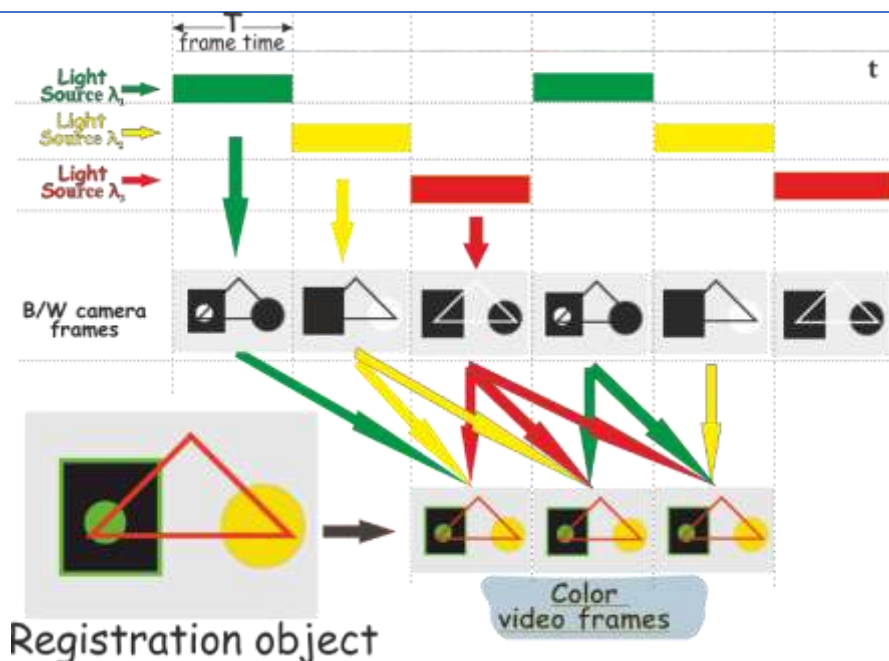 T
frame time
t
Light
Source λ₁
Light
Source λ₂
Light
Source λ₃
B/W camera
frames
Registration object
Color
video frames